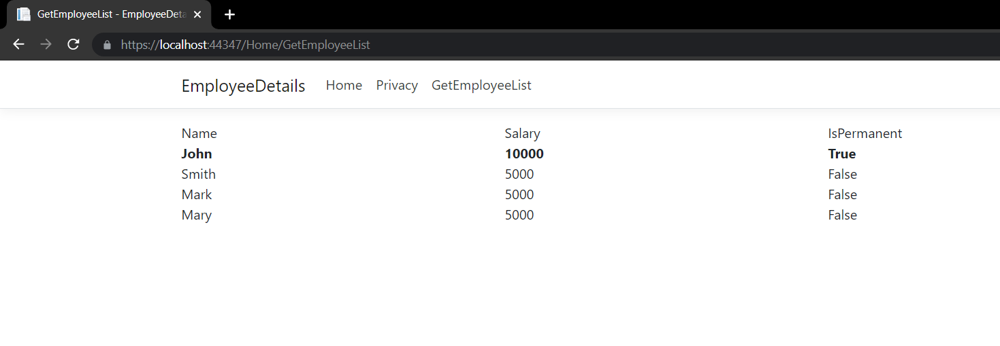 GetEmployeeList - EmployeeDeta
https://localhost:44347/Home/GetEmployeeList
EmployeeDetails Home Privacy GetEmployeeList
Name Salary IsPermanent
John 10000 True
Smith 5000 False
Mark 5000 False
Mary 5000 False